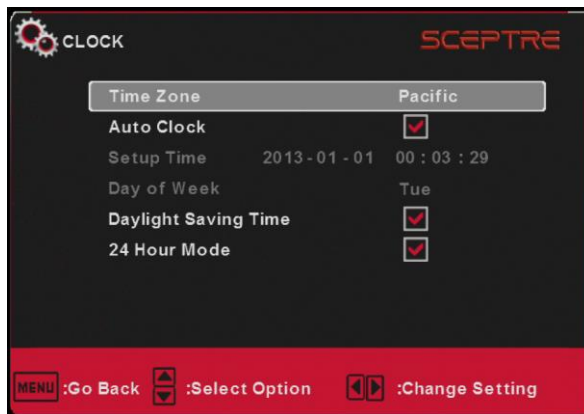 CLOCK SCEPTRE
Time Zone Pacific
Auto Clock
Setup Time 2013-01-01 00:03:29
Day of Week Tue
Daylight Saving Time
24 Hour Mode
MENU :Go Back :Select Option :Change Setting